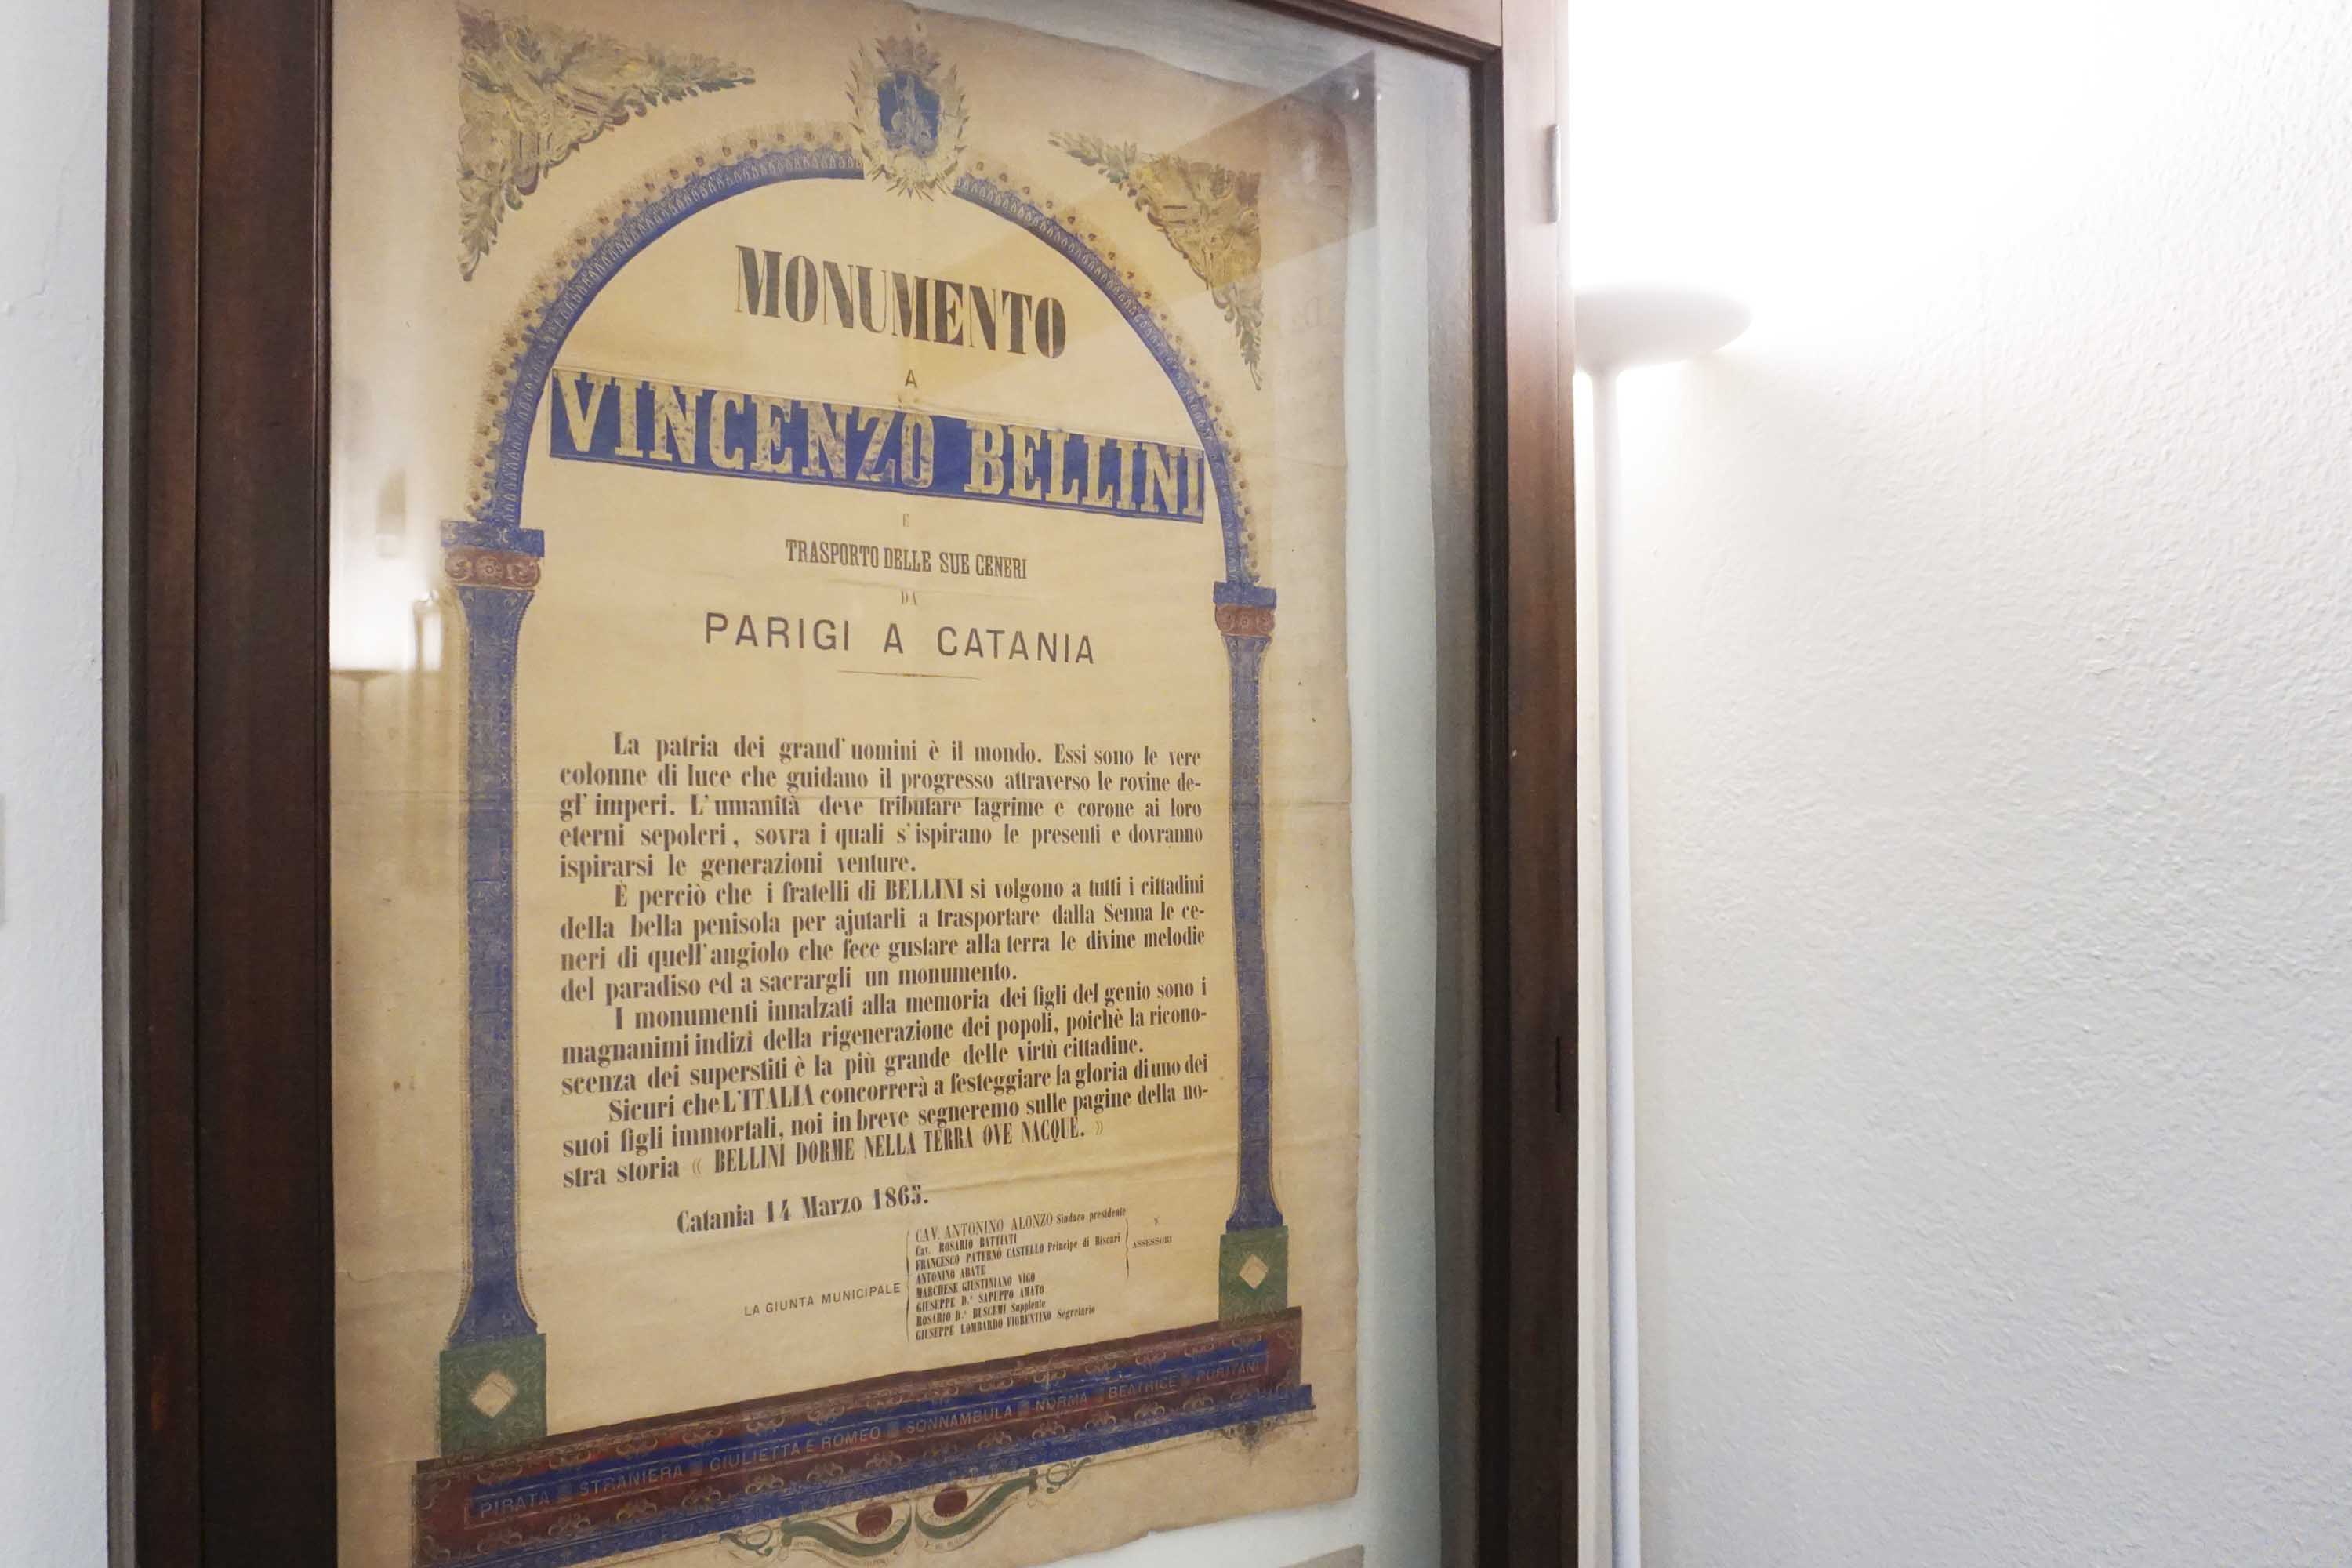 MONUMENTO
A
VINCENZO BELLINI
E
TRASPORTO DELLE SUE CENERI
DA
PARIGI A CATANIA
La patria dei grand' uomini è il mondo. Essi sono le vere
colonne di luce che guidano il progresso attraverso le rovine de-
gl' imperi. L' umanità deve tributare lagrime e corone ai loro
eterni sepolcri, sovra i quali s' ispirano le presenti e dovranno
ispirarsi le generazioni venture.
È perciò che i fratelli di BELLINI si volgono a tutti i cittadini
della bella penisola per ajutarli a trasportare dalla Senna le ce-
neri di quell' angiolo che fece gustare alla terra le divine melodie
del paradiso ed a sacrargli un monumento.
I monumenti innalzati alla memoria dei figli del genio sono i
magnanimi indizi della rigenerazione dei popoli, poichè la ricono-
scenza dei superstiti è la più grande delle virtù cittadine.
Sicuri che L'ITALIA concorrerà a festeggiare la gloria di uno dei
suoi figli immortali, noi in breve segneremo sulle pagine della no-
stra storia « BELLINI DORME NELLA TERRA OVE NACQUE. »
Catania 14 Marzo 1865.
LA GIUNTA MUNICIPALE
CAV. ANTONINO ALONZO Sindaco presidente
Cav. ROSARIO BATTIATI
FRANCESCO PATERNÒ CASTELLO Principe di Biscari
ANTONINO ABATE
MARCHESE GIUSTINIANO VIGO
GIUSEPPE D.r SAPUPPO AMATO
ROSARIO D.r BUSCEMI Supplente
GIUSEPPE LOMBARDO FIORENTINO Segretario
ASSESSORI
PIRATA STRANIERA GIULIETTA E ROMEO SONNAMBULA NORMA BEATRICE PURITANI